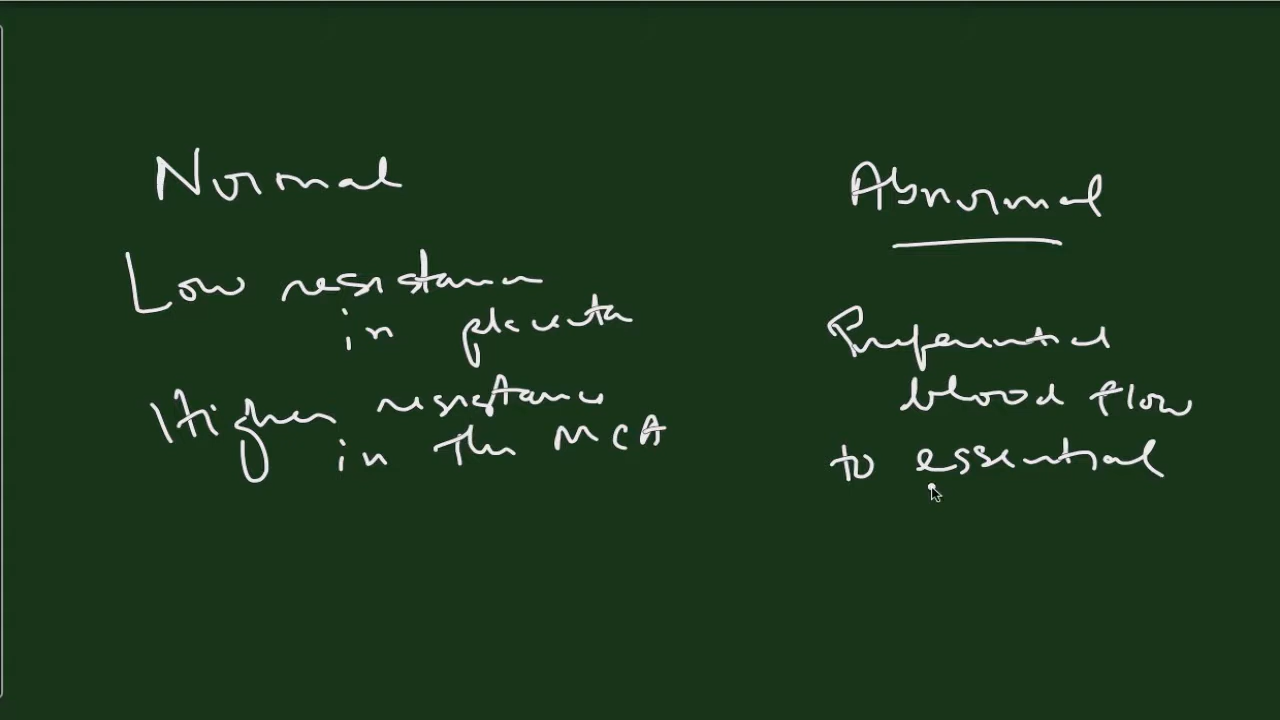 Normal
Low resistance
in placenta
Higher resistance
in the MCA
Abnormal
Preferential
blood flow
to essential